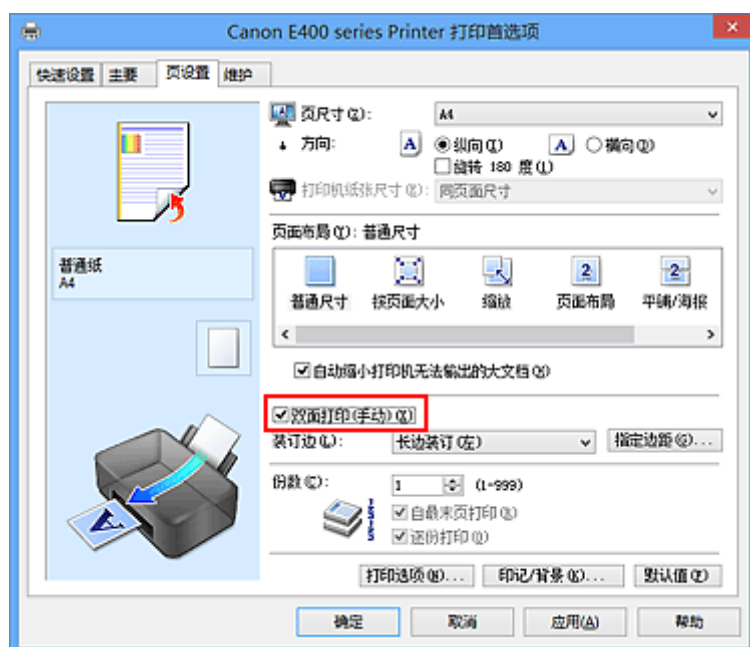 Canon E400 series Printer 打印首选项
快速设置 主要 页设置 维护
页尺寸(Z): A4
方向: A 纵向(T) A 横向(D)
旋转 180 度(L)
打印机纸张尺寸(R): 同页面尺寸
页面布局(Y): 普通尺寸
普通纸
A4
普通尺寸 按页面大小 缩放 页面布局 平铺/海报
自动缩小打印机无法输出的大文档(W)
双面打印(手动)(X)
装订边(L): 长边装订(左) 指定边距(G)...
份数(C): 1 (1-999)
自最末页打印(S)
逐份打印(O)
打印选项(N)... 印记/背景(K)... 默认值(F)
确定 取消 应用(A) 帮助